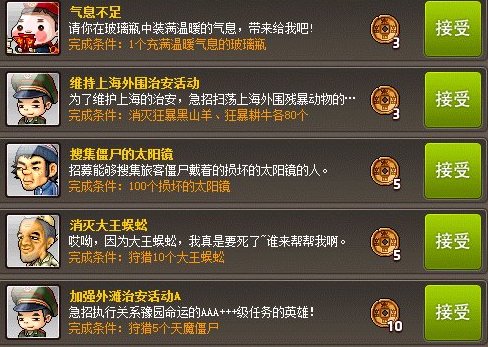 气息不足
请你在玻璃瓶中装满温暖的气息，带来给我吧！
完成条件：1个充满温暖气息的玻璃瓶
3
接受
维持上海外国治安活动
为了维护上海的治安，急招扫荡上海外国残暴动物的…
完成条件：消灭狂暴黑山羊、狂暴耕牛各80个
3
接受
搜集僵尸的太阳镜
招募能够搜集旅客僵尸戴着的损坏的太阳镜的人。
完成条件：100个损坏的太阳镜
5
接受
消灭大王蜈蚣
哎呦，因为大王蜈蚣，我真是要死了~谁来帮帮我啊。
完成条件：狩猎10个大王蜈蚣
5
接受
加强外滩治安活动A
急招执行关系豫园命运的AAA+++级任务的英雄！
完成条件：狩猎5个天魔僵尸
10
接受